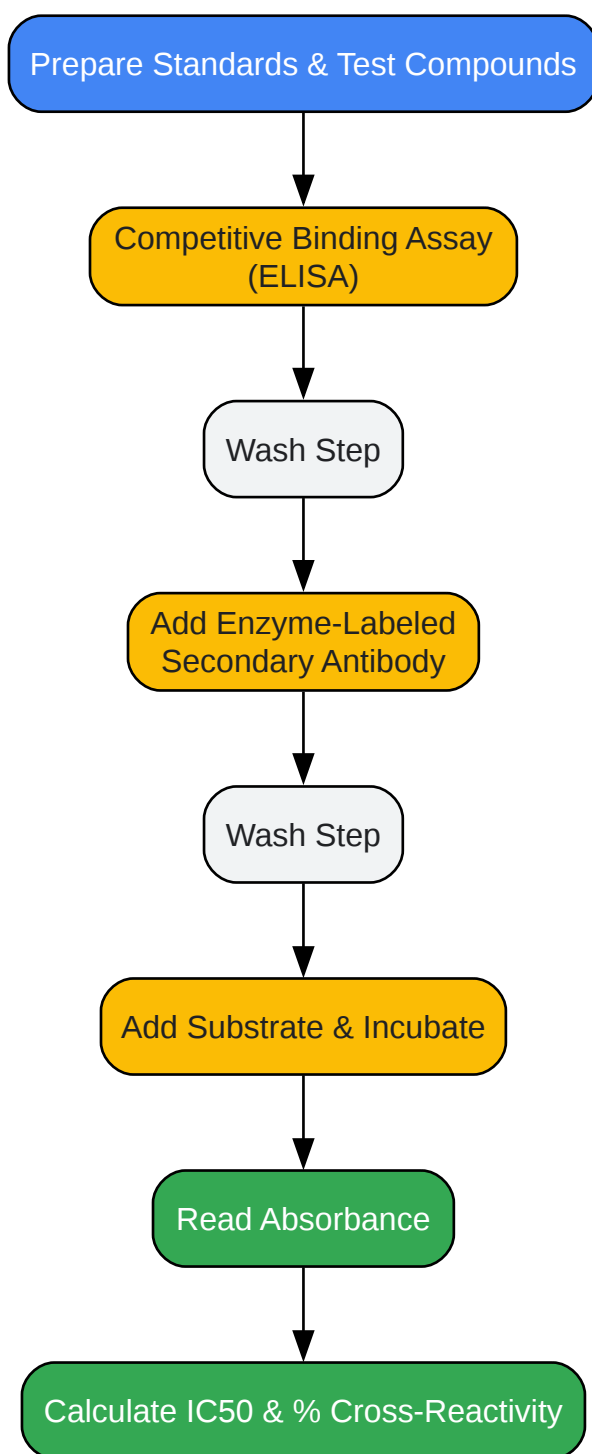 Prepare Standards & Test Compounds
Competitive Binding Assay
(ELISA)
Wash Step
Add Enzyme-Labeled
Secondary Antibody
Wash Step
Add Substrate & Incubate
Read Absorbance
Calculate IC50 & % Cross-Reactivity